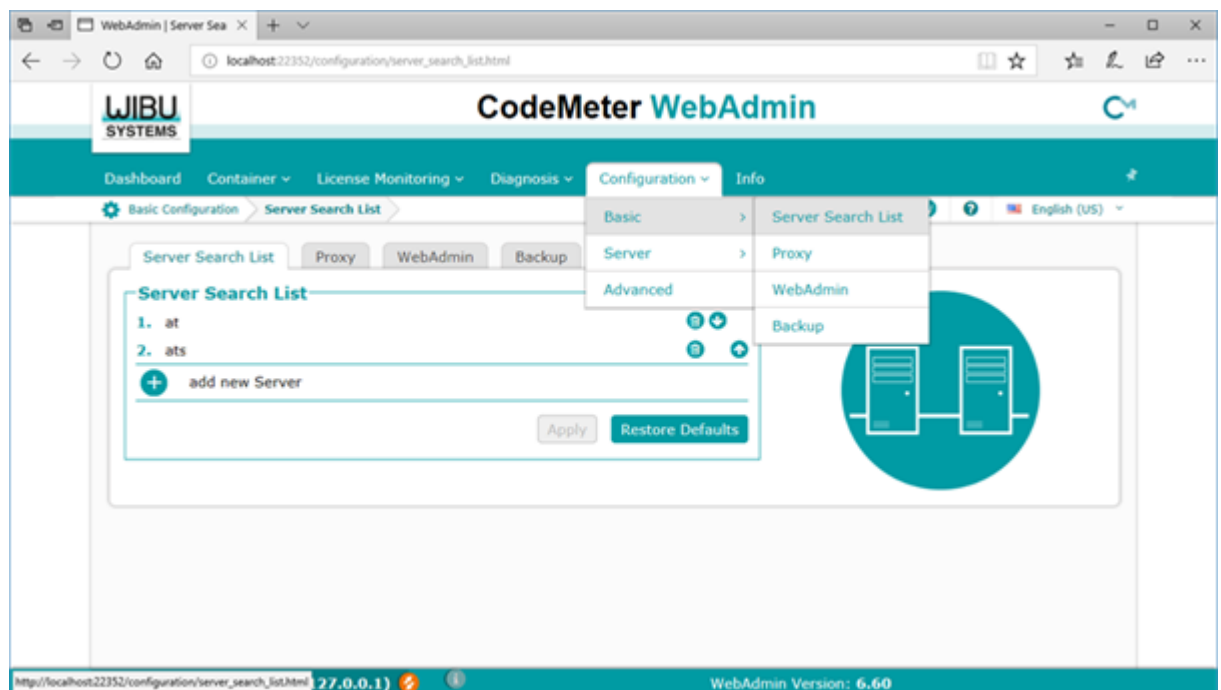 WebAdmin | Server Sea
localhost:22352/configuration/server_search_list.html
WIBU
SYSTEMS
CodeMeter WebAdmin
CM
Dashboard Container License Monitoring Diagnosis Configuration Info
Basic Configuration Server Search List
English (US)
Basic
Server
Advanced
Server Search List
Proxy
WebAdmin
Backup
Server Search List Proxy WebAdmin Backup
Server Search List
1. at
2. ats
add new Server
Apply Restore Defaults
http://localhost:22352/configuration/server_search_list.html
127.0.0.1)
WebAdmin Version: 6.60